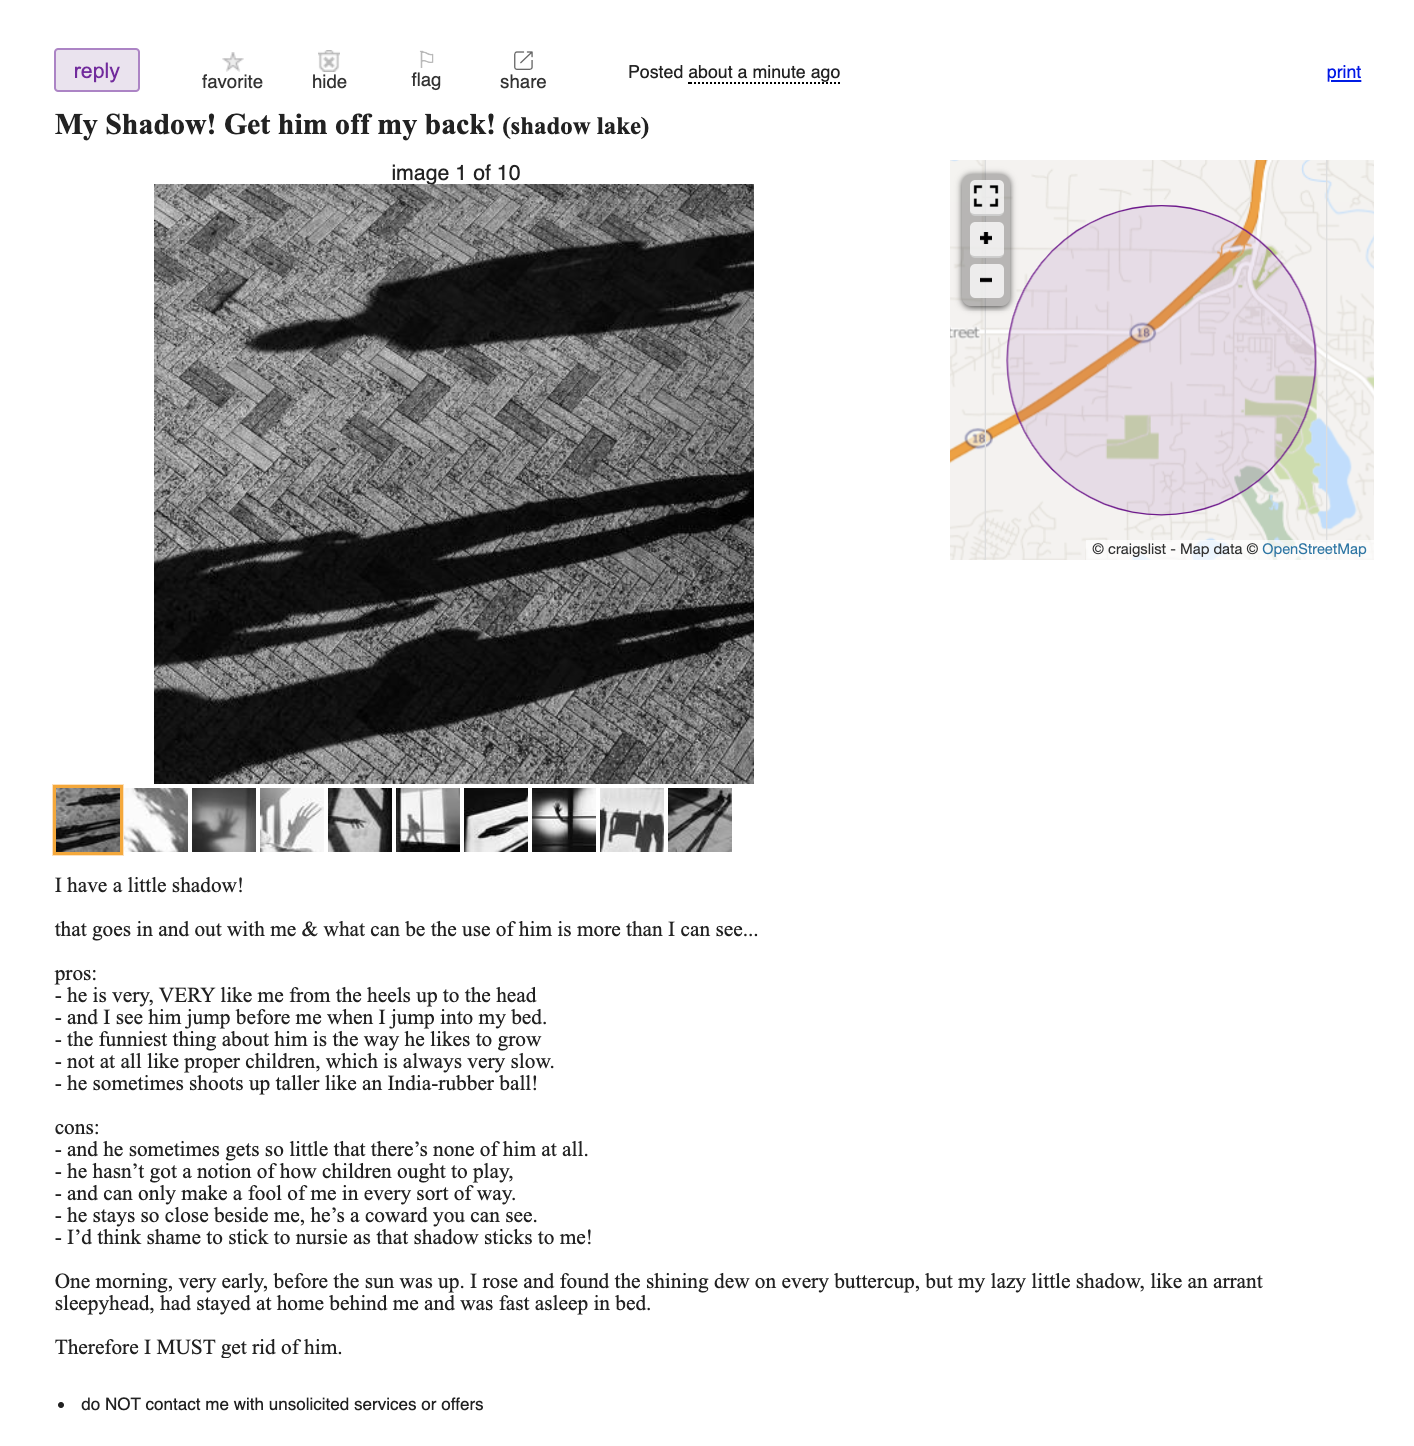 reply
favorite
hide
flag
share
Posted about a minute ago
print
My Shadow! Get him off my back! (shadow lake)
image 1 of 10
18
treet
18
© craigslist - Map data © OpenStreetMap
I have a little shadow!
that goes in and out with me & what can be the use of him is more than I can see...
pros:
- he is very, VERY like me from the heels up to the head
- and I see him jump before me when I jump into my bed.
- the funniest thing about him is the way he likes to grow
- not at all like proper children, which is always very slow.
- he sometimes shoots up taller like an India-rubber ball!
cons:
- and he sometimes gets so little that there’s none of him at all.
- he hasn’t got a notion of how children ought to play,
- and can only make a fool of me in every sort of way.
- he stays so close beside me, he’s a coward you can see.
- I’d think shame to stick to nursie as that shadow sticks to me!
One morning, very early, before the sun was up. I rose and found the shining dew on every buttercup, but my lazy little shadow, like an arrant
sleepyhead, had stayed at home behind me and was fast asleep in bed.
Therefore I MUST get rid of him.
• do NOT contact me with unsolicited services or offers